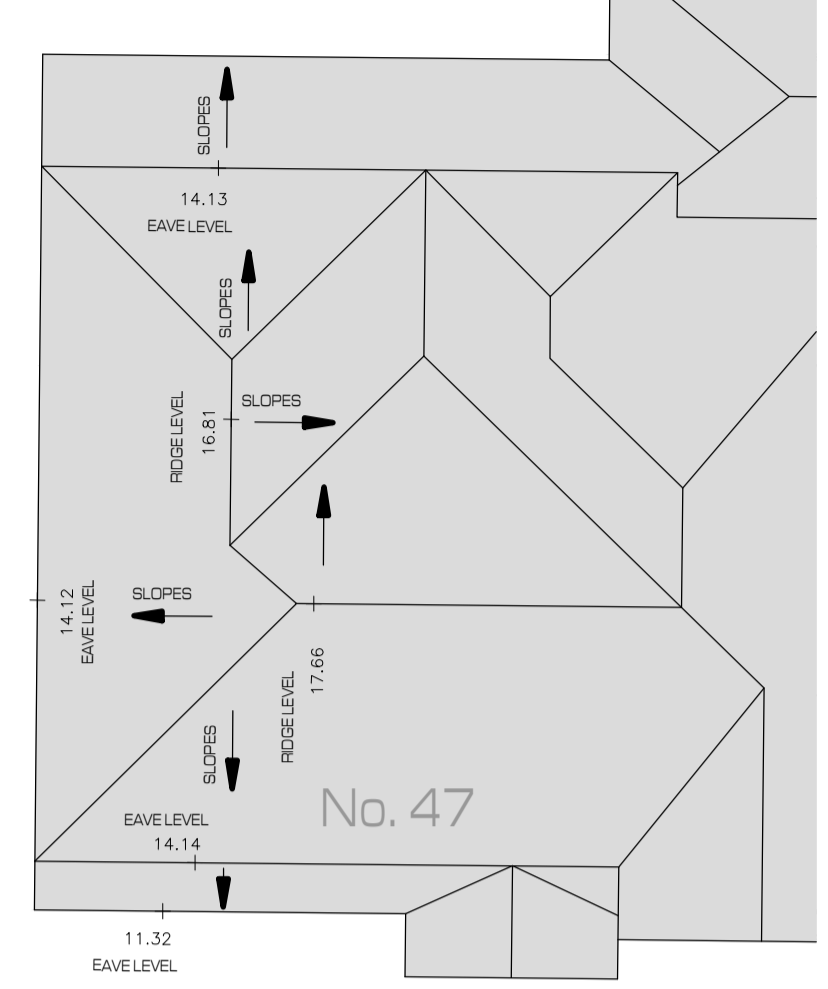 SLOPES
14.13
EAVE LEVEL
SLOPES
RIDGE LEVEL
16.81
SLOPES
14.12
EAVE LEVEL
SLOPES
RIDGE LEVEL
17.66
SLOPES
No. 47
EAVE LEVEL
14.14
11.32
EAVE LEVEL